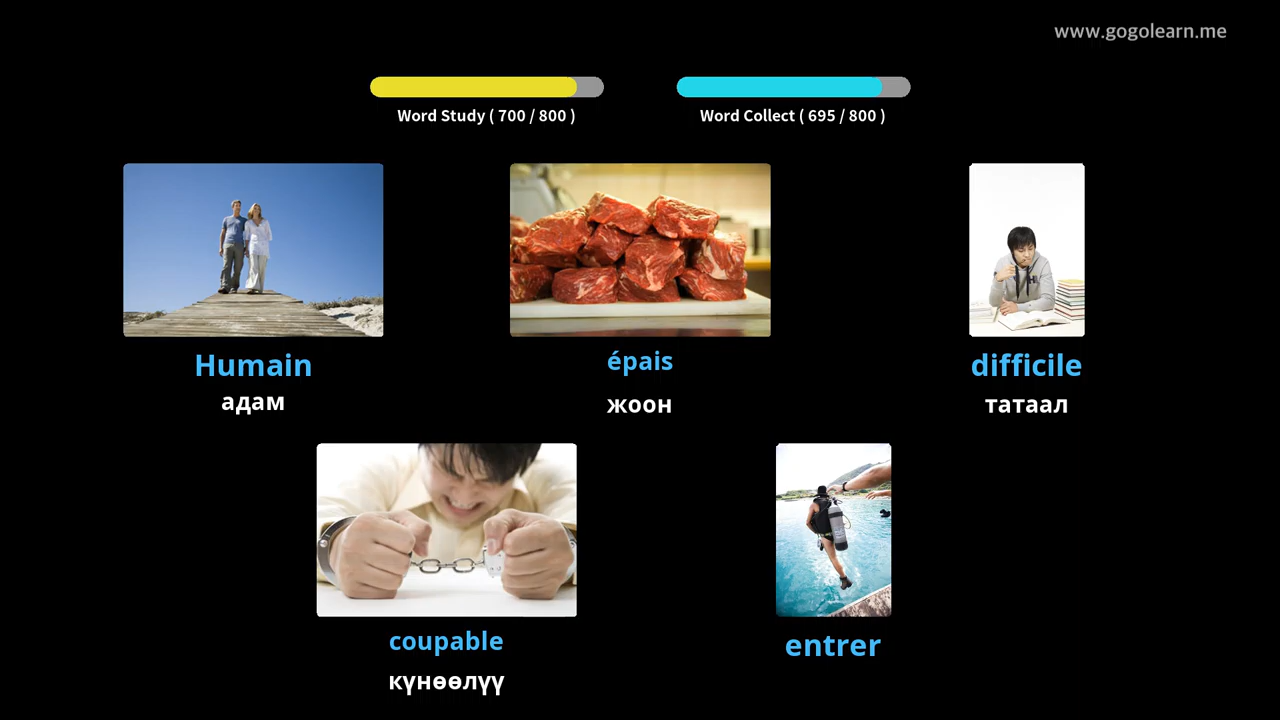 www.gogolearn.me
Word Study ( 700 / 800 )
Word Collect ( 695 / 800 )
Humain
адам
épais
жоон
difficile
татаал
coupable
күнөөлүү
entrer